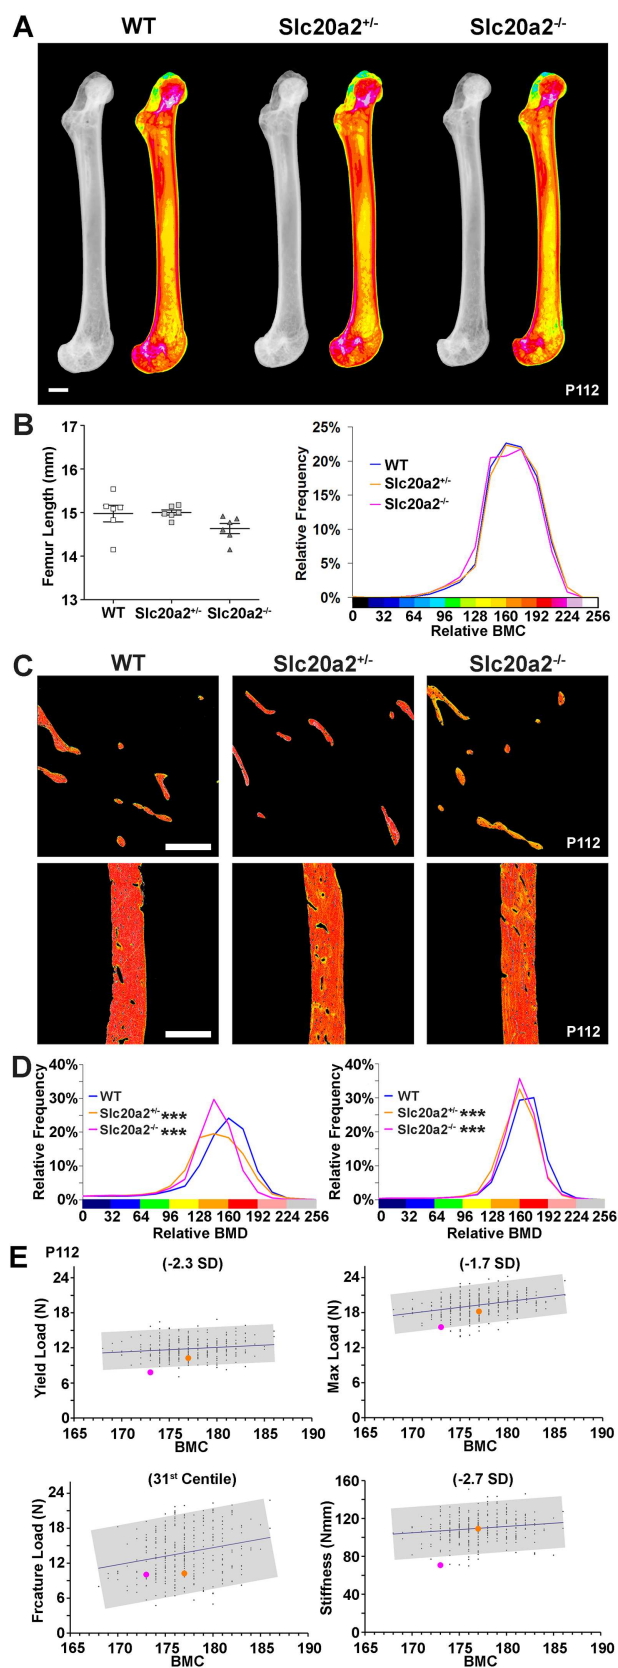 A
WT Slc20a2+/- Slc20a2-/-
P112
B
Femur Length (mm)
17
16
15
14
13
WT Slc20a2+/- Slc20a2-/-
Relative Frequency
25%
20%
15%
10%
5%
0%
WT
Slc20a2+/-
Slc20a2-/-
0 32 64 96 128 160 192 224 256
Relative BMC
C
WT Slc20a2+/- Slc20a2-/-
P112
P112
D
Relative Frequency
40%
30%
20%
10%
0%
WT
Slc20a2+/-***
Slc20a2-/-***
0 32 64 96 128 160 192 224 256
Relative BMD
Relative Frequency
40%
30%
20%
10%
0%
WT
Slc20a2+/-***
Slc20a2-/-***
0 32 64 96 128 160 192 224 256
Relative BMD
E
P112
(-2.3 SD)
Yield Load (N)
24
18
12
6
0
165 170 175 180 185 190
BMC
(-1.7 SD)
Max Load (N)
24
18
12
6
0
165 170 175 180 185 190
BMC
(31st Centile)
Frcature Load (N)
24
18
12
6
0
165 170 175 180 185 190
BMC
(-2.7 SD)
Stiffness (Nmm)
160
120
80
40
0
165 170 175 180 185 190
BMC